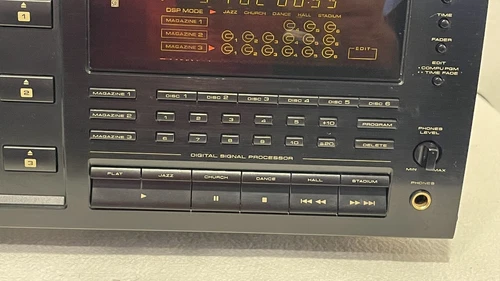 DSP MODE JAZZ CHURCH DANCE HALL STADIUM
MAGAZINE 1
MAGAZINE 2
MAGAZINE 3
EDIT
TIME
FADER
EDIT
COMPU PGM
TIME FADE
1
2
3
MAGAZINE 1 DISC 1 DISC 2 DISC 3 DISC 4 DISC 5 DISC 6
MAGAZINE 2 1 2 3 4 5 +10 PROGRAM
MAGAZINE 3 6 7 8 9 10 ≥20 DELETE
DIGITAL SIGNAL PROCESSOR
FLAT JAZZ CHURCH DANCE HALL STADIUM
PHONES
LEVEL
MIN MAX
PHONES